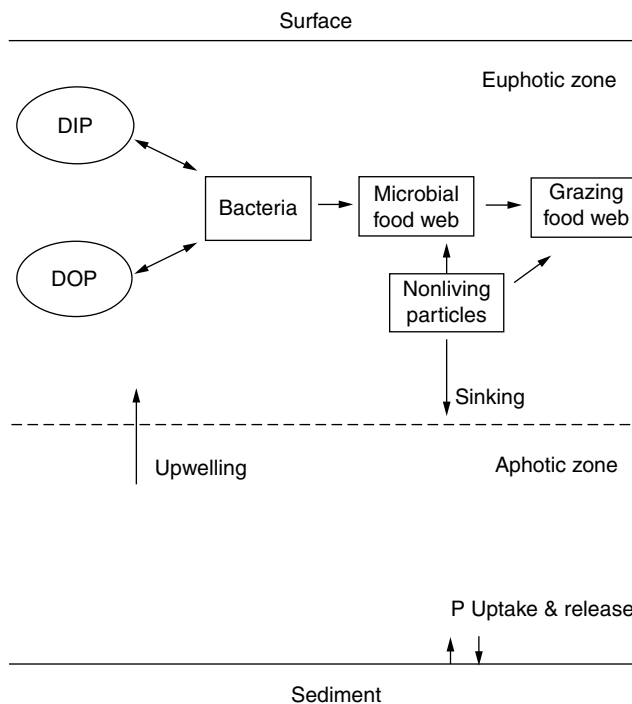 Surface
Euphotic zone
DIP
Bacteria
Microbial
food web
Grazing
food web
DOP
Nonliving
particles
Sinking
Upwelling
Aphotic zone
P Uptake & release
Sediment